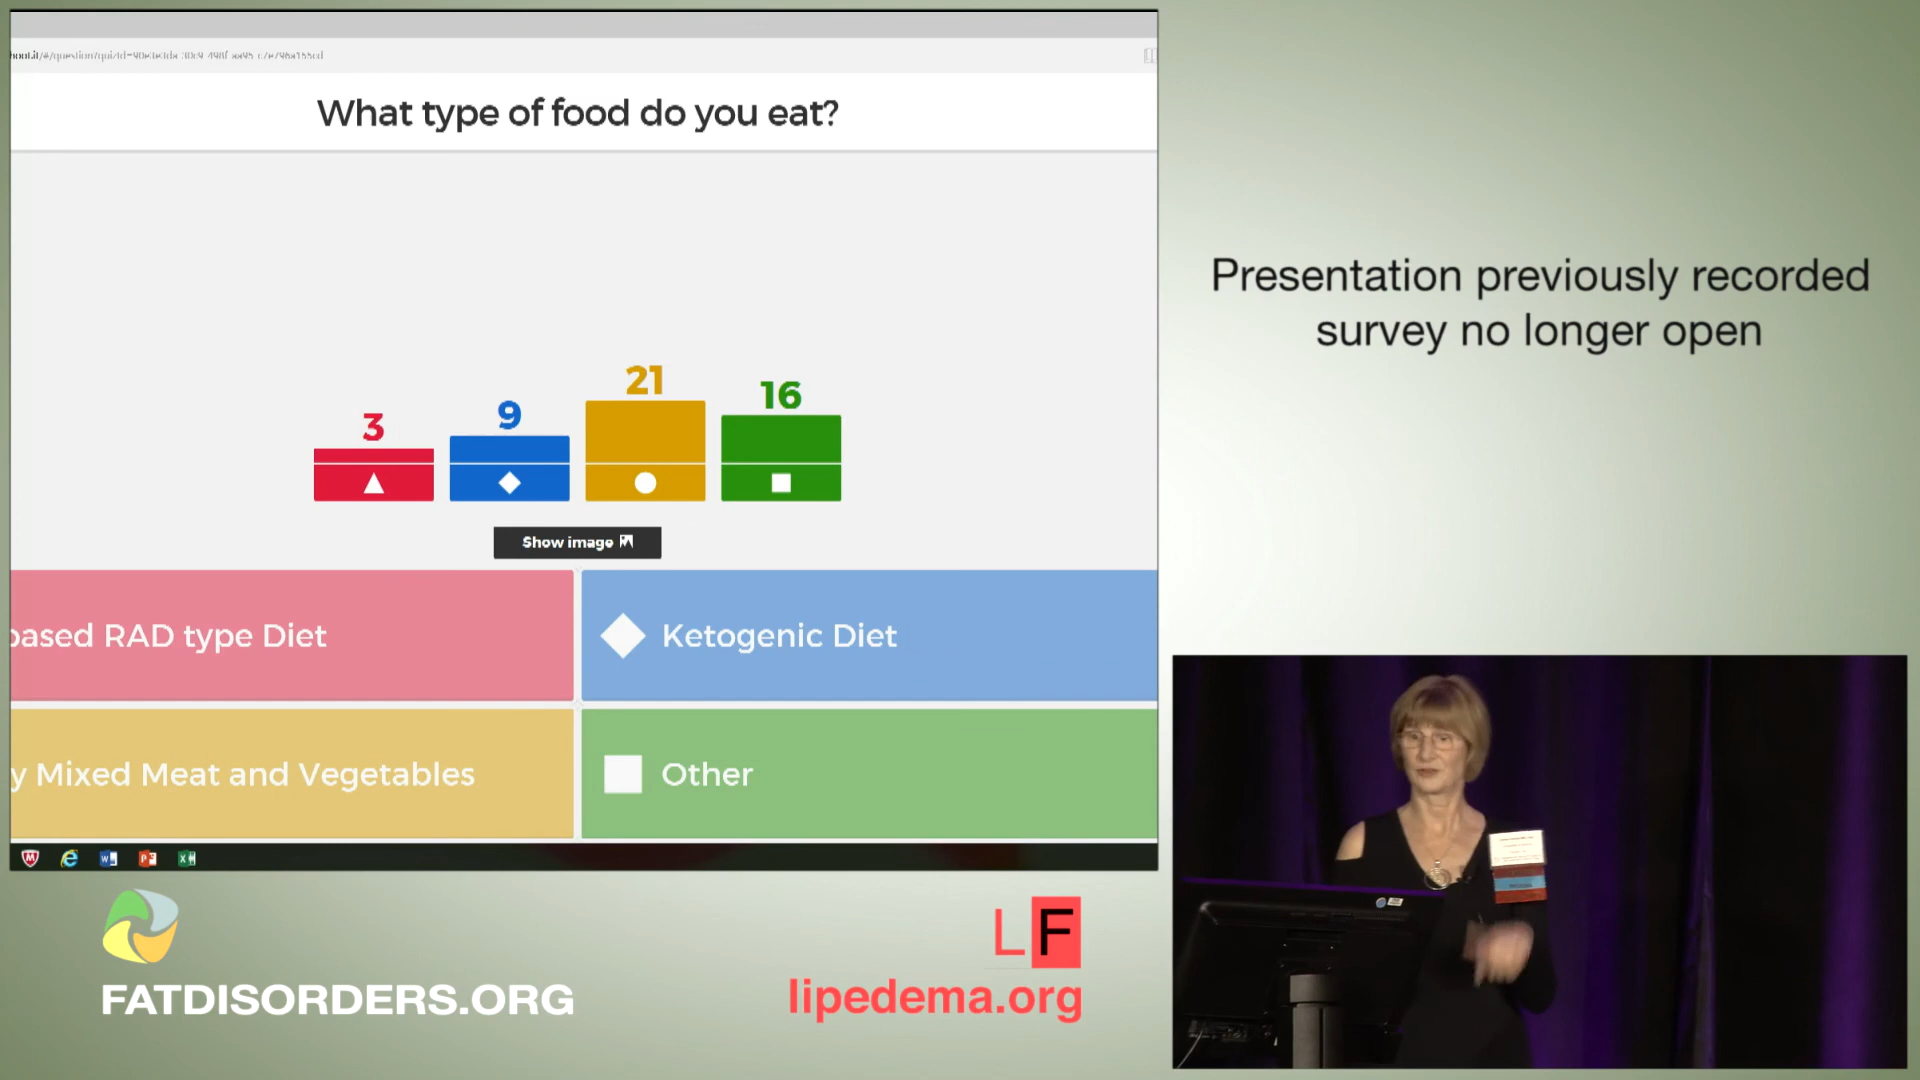 What type of food do you eat?
3
9
21
16
Show image
based RAD type Diet
Ketogenic Diet
y Mixed Meat and Vegetables
Other
Presentation previously recorded
survey no longer open
FATDISORDERS.ORG
LF
lipedema.org